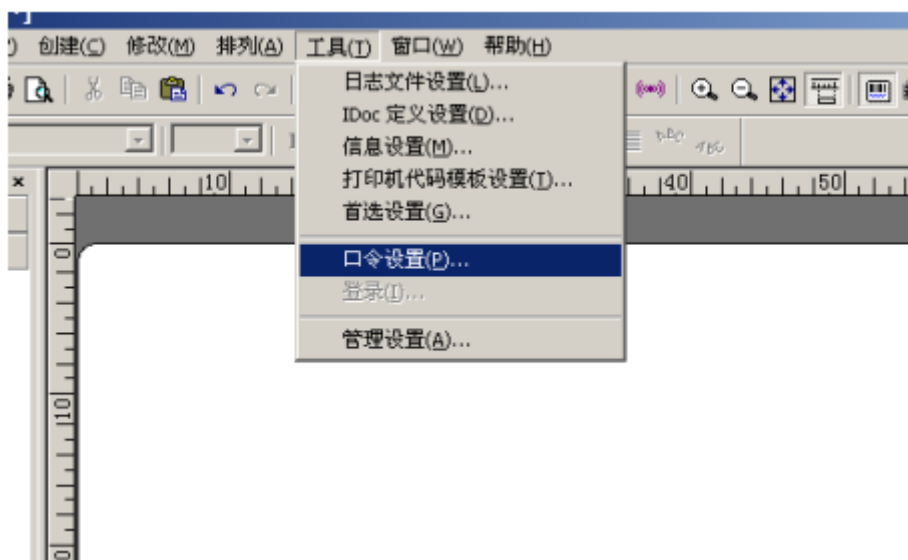 创建(C) 修改(M) 排列(A) 工具(T) 窗口(W) 帮助(H)
日志文件设置(L)...
IDoc 定义设置(D)...
信息设置(M)...
打印机代码模板设置(T)...
首选设置(G)...
口令设置(P)...
登录(I)...
管理设置(A)...
10 40 50
0
10